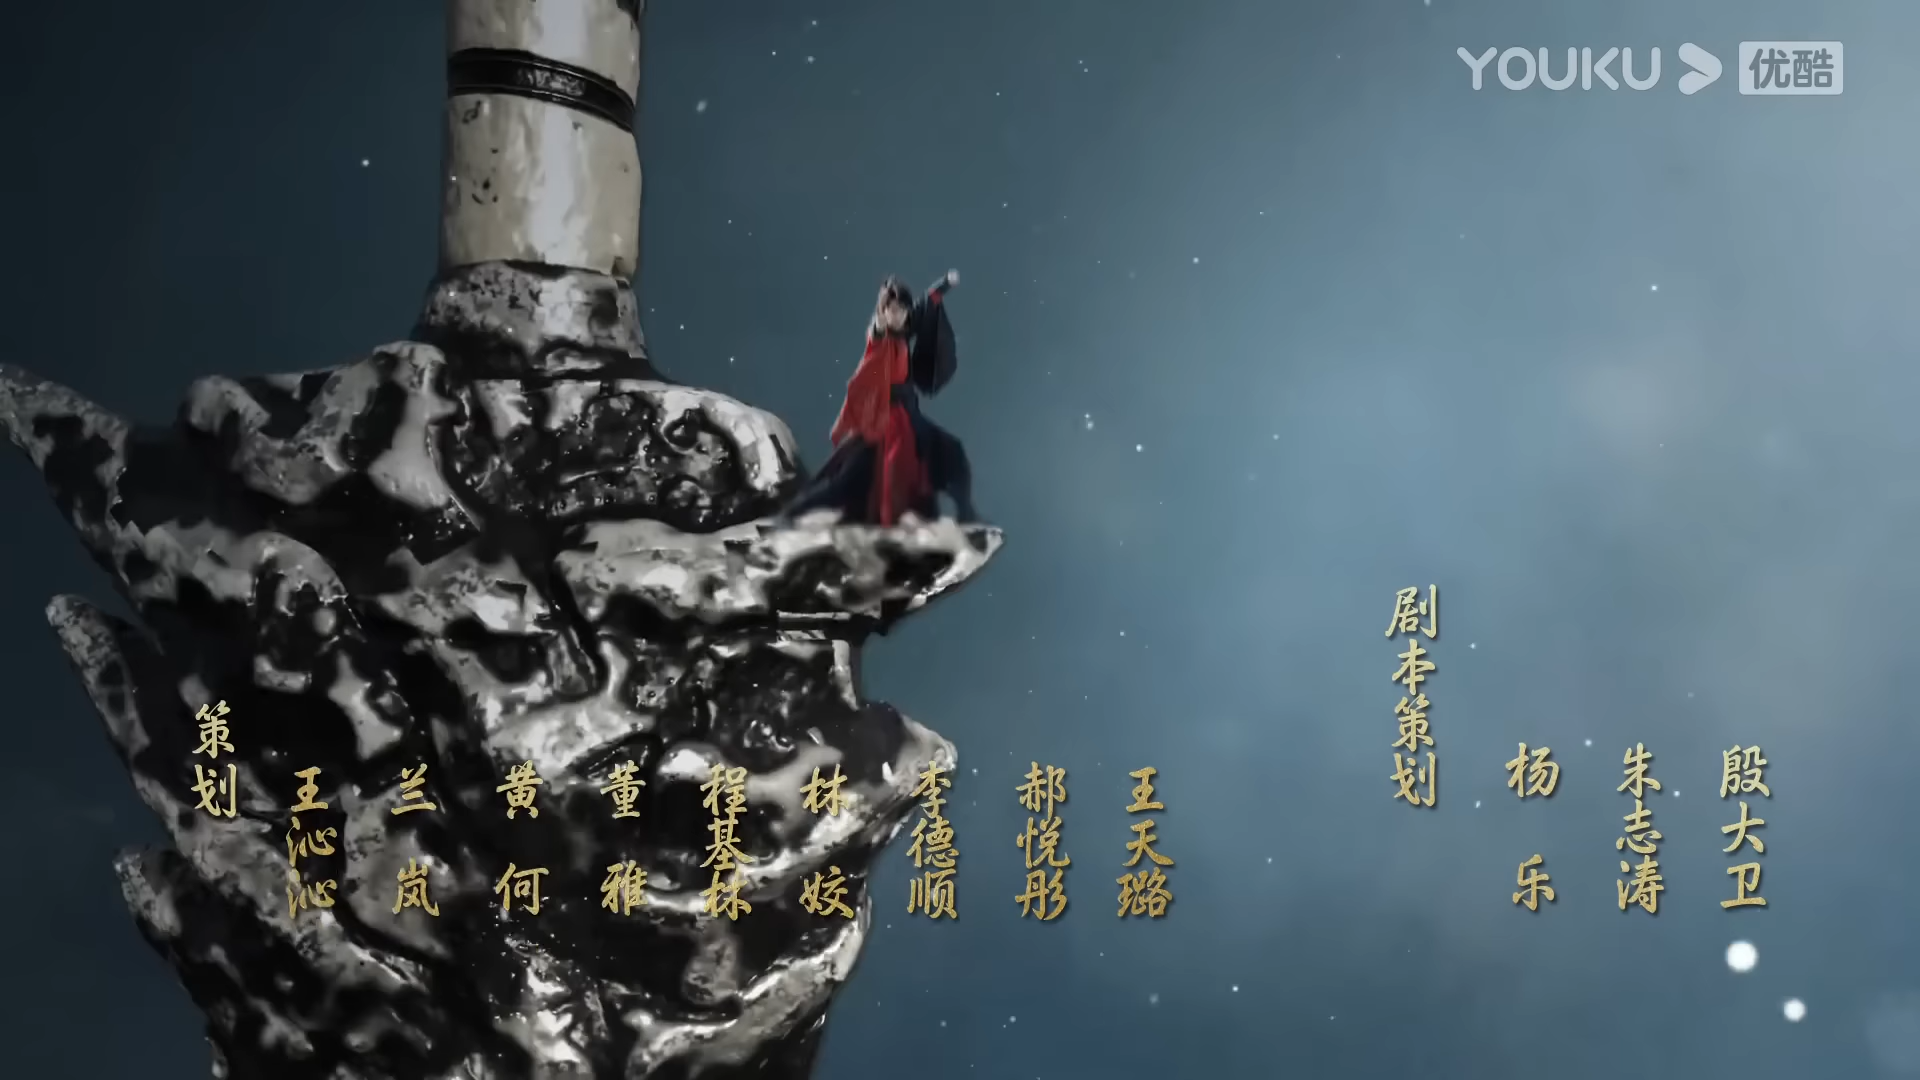 YOUKU 优酷
剧本策划
杨乐
朱志涛
殷大卫
策划
王沁沁
兰岚
黄何
董雅
程基林
林姣
李德顺
郝悦彤
王天璐